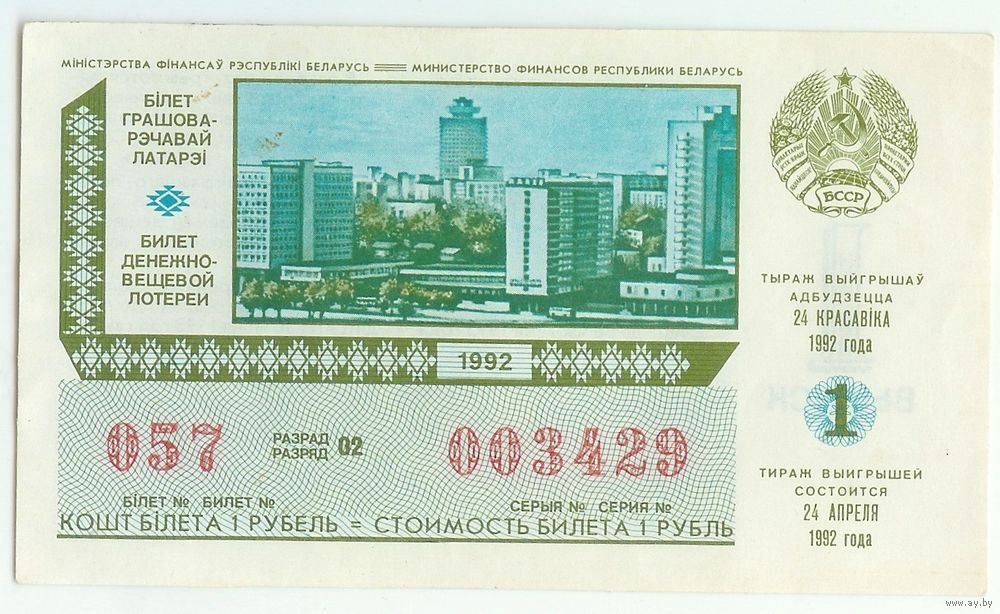 МІНІСТЭРСТВА ФІНАНСАЎ РЭСПУБЛІКІ БЕЛАРУСЬ МИНИСТЕРСТВО ФИНАНСОВ РЕСПУБЛИКИ БЕЛАРУСЬ
БІЛЕТ
ГРАШОВА-
РЭЧАВАЙ
ЛАТАРЭІ
БИЛЕТ
ДЕНЕЖНО-
ВЕЩЕВОЙ
ЛОТЕРЕИ
БССР
ТЫРАЖ ВЫЙГРЫШАЎ
АДБУДЗЕЦЦА
24 КРАСАВІКА
1992 года
1992
1
057
РАЗРАД
РАЗРЯД 02
003429
БІЛЕТ № БИЛЕТ №
СЕРЫЯ № СЕРИЯ №
КОШТ БІЛЕТА 1 РУБЕЛЬ = СТОИМОСТЬ БИЛЕТА 1 РУБЛЬ
ТИРАЖ ВЫИГРЫШЕЙ
СОСТОИТСЯ
24 АПРЕЛЯ
1992 года
www.ay.by